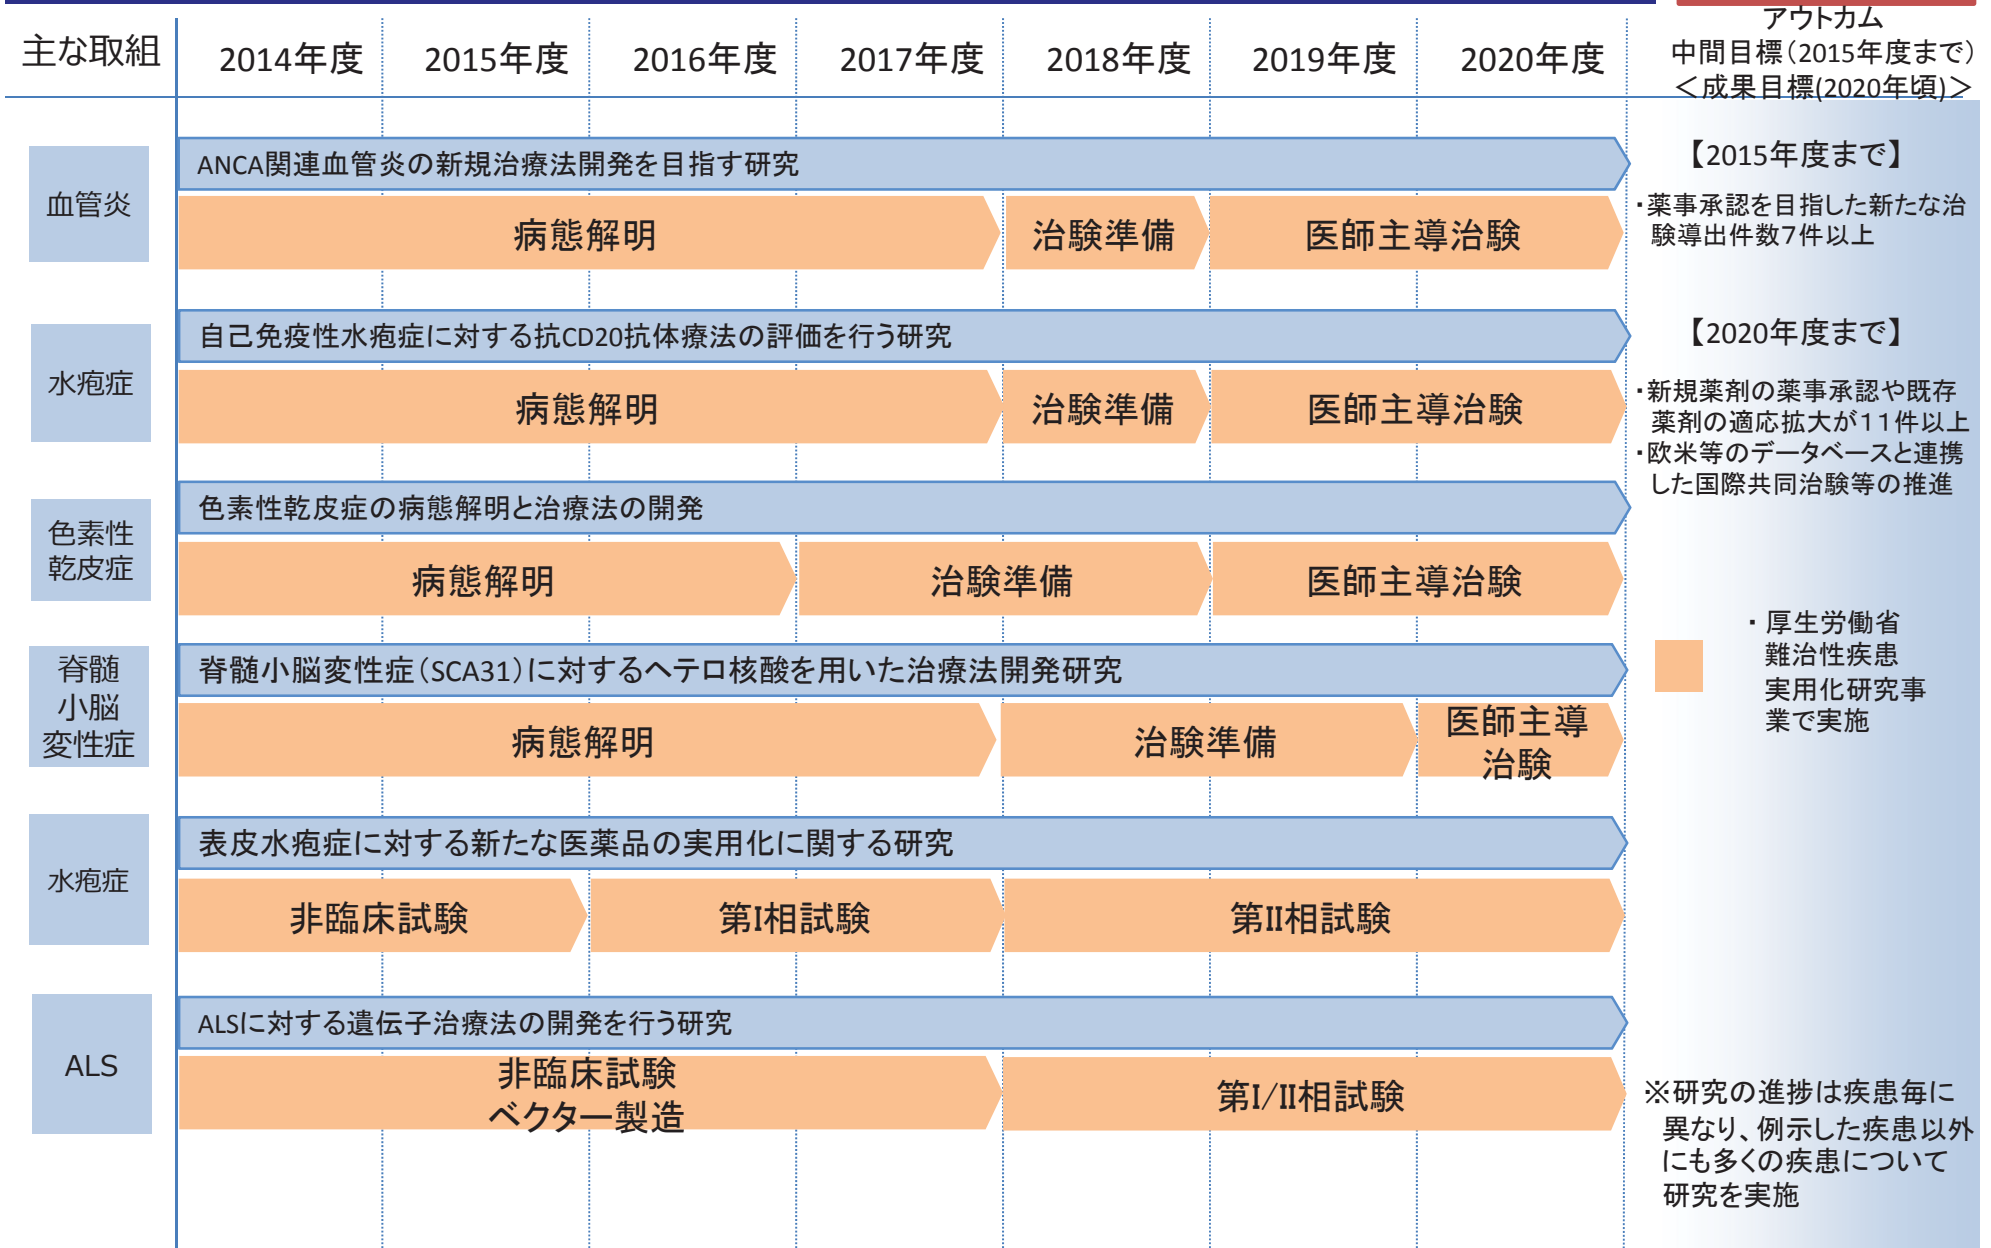 主な取組
2014年度
2015年度
2016年度
2017年度
2018年度
2019年度
2020年度
アウトカム
中間目標(2015年度まで)
<成果目標(2020年頃)>
血管炎
ANCA関連血管炎の新規治療法開発を目指す研究
病態解明
治験準備
医師主導治験
水疱症
自己免疫性水疱症に対する抗CD20抗体療法の評価を行う研究
病態解明
治験準備
医師主導治験
色素性
乾皮症
色素性乾皮症の病態解明と治療法の開発
病態解明
治験準備
医師主導治験
脊髄
小脳
変性症
脊髄小脳変性症(SCA31)に対するヘテロ核酸を用いた治療法開発研究
病態解明
治験準備
医師主導
治験
水疱症
表皮水疱症に対する新たな医薬品の実用化に関する研究
非臨床試験
第I相試験
第II相試験
ALS
ALSに対する遺伝子治療法の開発を行う研究
非臨床試験
ベクター製造
第I/II相試験
【2015年度まで】
・薬事承認を目指した新たな治
験導出件数7件以上
【2020年度まで】
・新規薬剤の薬事承認や既存
薬剤の適応拡大が11件以上
・欧米等のデータベースと連携
した国際共同治験等の推進
・厚生労働省
難治性疾患
実用化研究事
業で実施
※研究の進捗は疾患毎に
異なり、例示した疾患以外
にも多くの疾患について
研究を実施